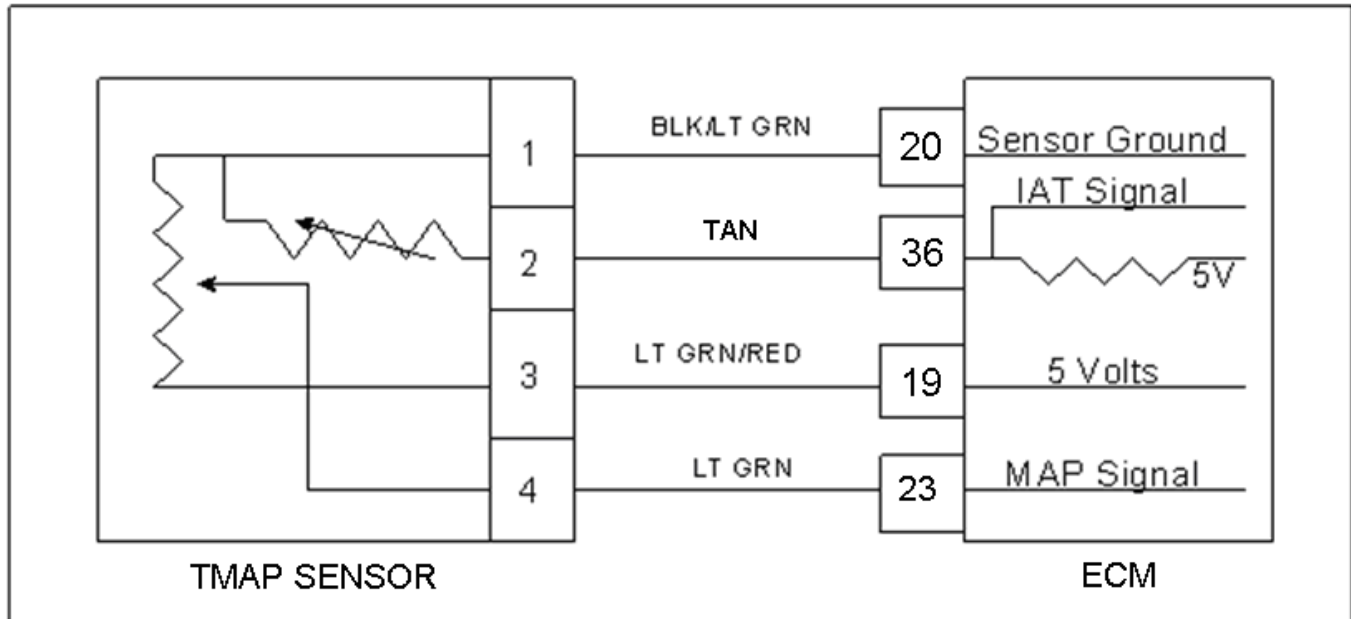 1 BLK/LT GRN 20 Sensor Ground
IAT Signal
2 TAN 36 5V
3 LT GRN/RED 19 5 Volts
4 LT GRN 23 MAP Signal
TMAP SENSOR ECM